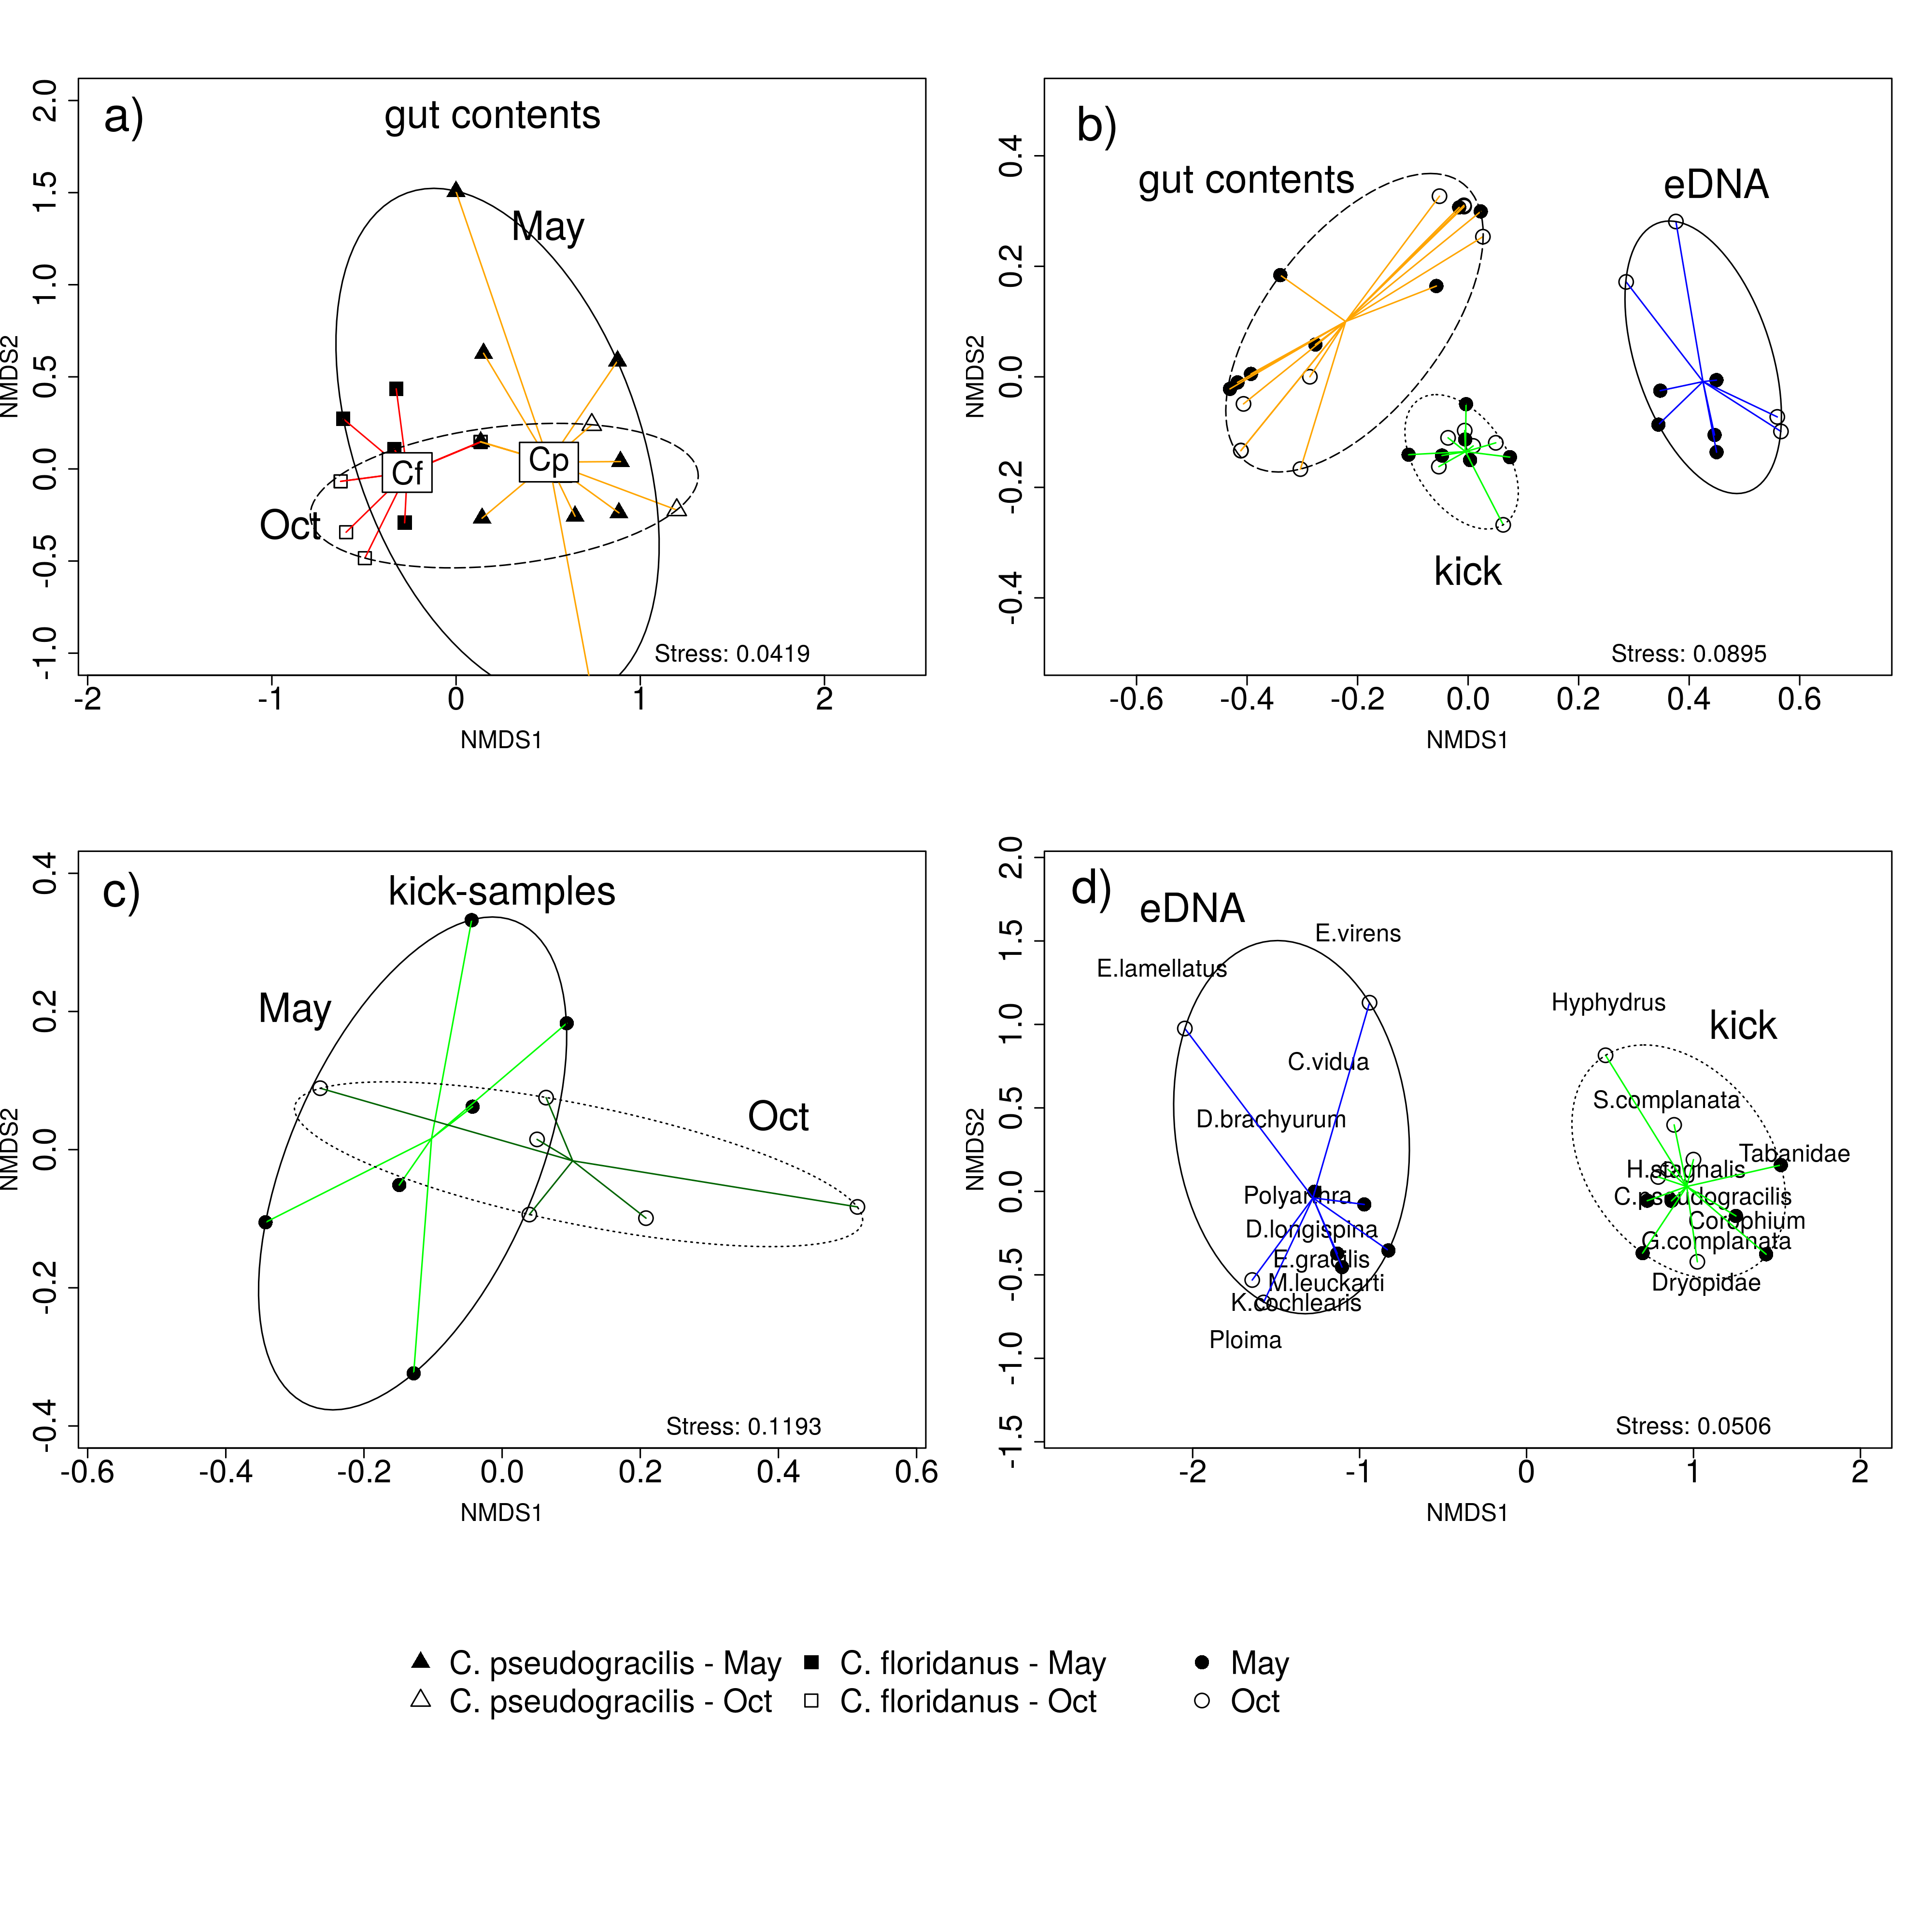 a)
gut contents
May
Oct
Cf
Cp
Stress: 0.0419
2.0
1.5
1.0
0.5
0.0
-0.5
-1.0
NMDS2
-2 -1 0 1 2
NMDS1
b)
gut contents
eDNA
kick
Stress: 0.0895
0.4
0.2
0.0
-0.2
-0.4
NMDS2
-0.6 -0.4 -0.2 0.0 0.2 0.4 0.6
NMDS1
c)
kick-samples
May
Oct
Stress: 0.1193
0.4
0.2
0.0
-0.2
-0.4
NMDS2
-0.6 -0.4 -0.2 0.0 0.2 0.4 0.6
NMDS1
d)
eDNA
E.virens
E.lamellatus
Hyphydrus
kick
C.vidua
S.complanata
D.brachyurum
Tabanidae
H.stagnalis
Polyarthra
C.pseudogracilis
Corophium
D.longispina
G.complanata
E.gracilis
M.leuckarti
Dryopidae
K.cochlearis
Ploima
Stress: 0.0506
2.0
1.5
1.0
0.5
0.0
-0.5
-1.0
-1.5
NMDS2
-2 -1 0 1 2
NMDS1
C. pseudogracilis - May C. floridanus - May May
C. pseudogracilis - Oct C. floridanus - Oct Oct